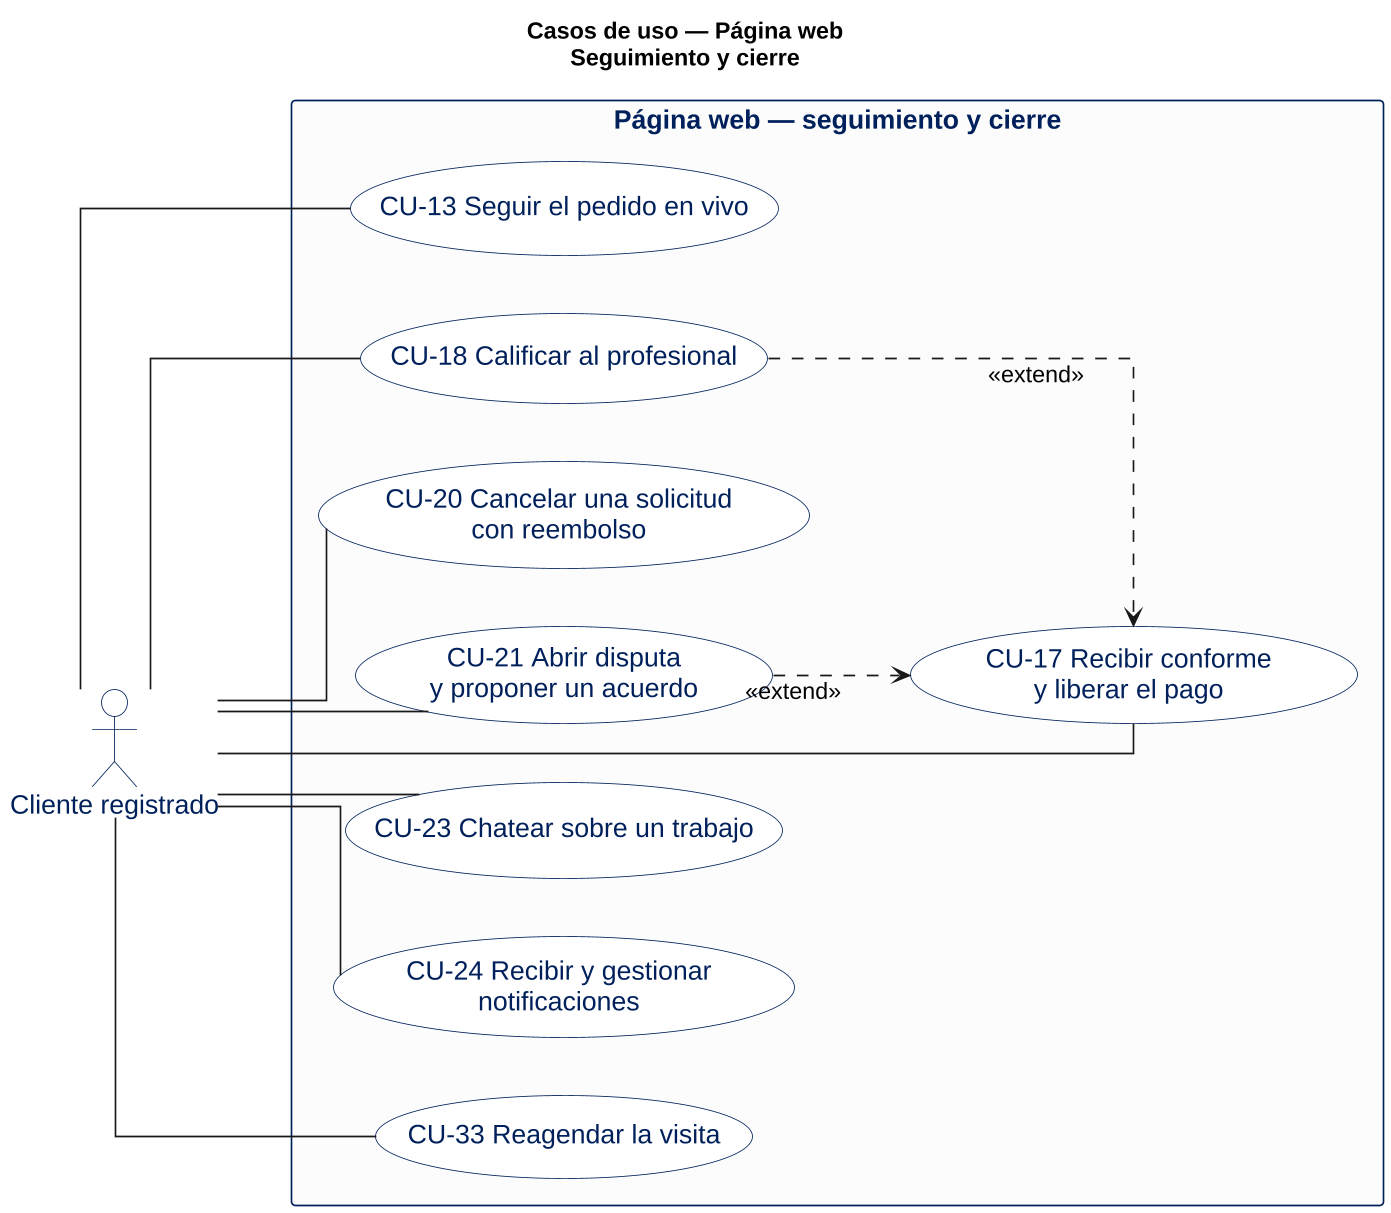 Casos de uso — Página web
Seguimiento y cierre
Página web — seguimiento y cierre
CU-13 Seguir el pedido en vivo
CU-18 Calificar al profesional
«extend»
CU-20 Cancelar una solicitud
con reembolso
CU-21 Abrir disputa
y proponer un acuerdo
«extend»
CU-17 Recibir conforme
y liberar el pago
Cliente registrado
CU-23 Chatear sobre un trabajo
CU-24 Recibir y gestionar
notificaciones
CU-33 Reagendar la visita